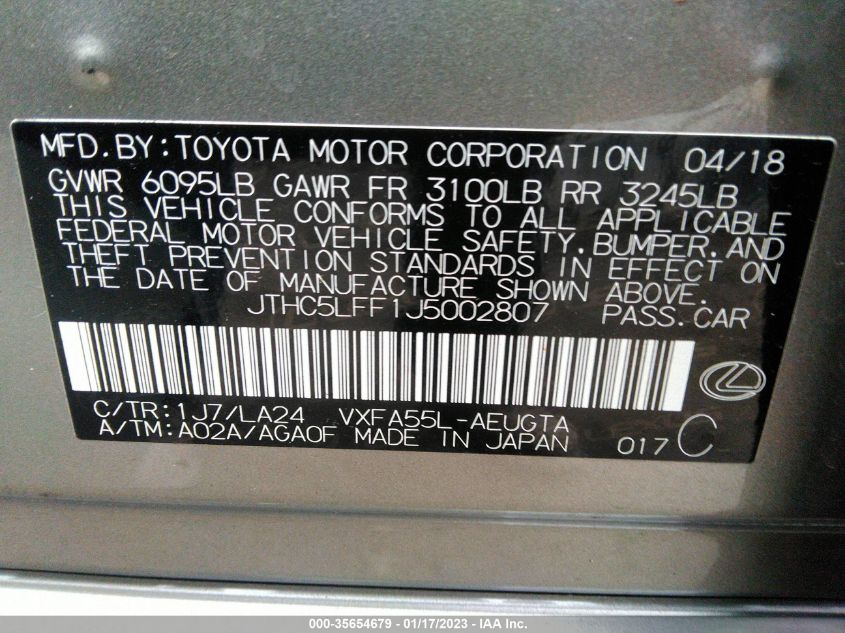 MFD.BY:TOYOTA MOTOR CORPORATION 04/18
GVWR 6095LB GAWR FR 3100LB RR 3245LB
THIS VEHICLE CONFORMS TO ALL APPLICABLE
FEDERAL MOTOR VEHICLE SAFETY,BUMPER,AND
THEFT PREVENTION STANDARDS IN EFFECT ON
THE DATE OF MANUFACTURE SHOWN ABOVE.
JTHC5LFF1J5002807 PASS.CAR
C/TR:1J7/LA24 VXFA55L-AEUGTA
A/TM:A02A/AGA0F MADE IN JAPAN 017 C
000-35654679 - 01/17/2023 - IAA Inc.